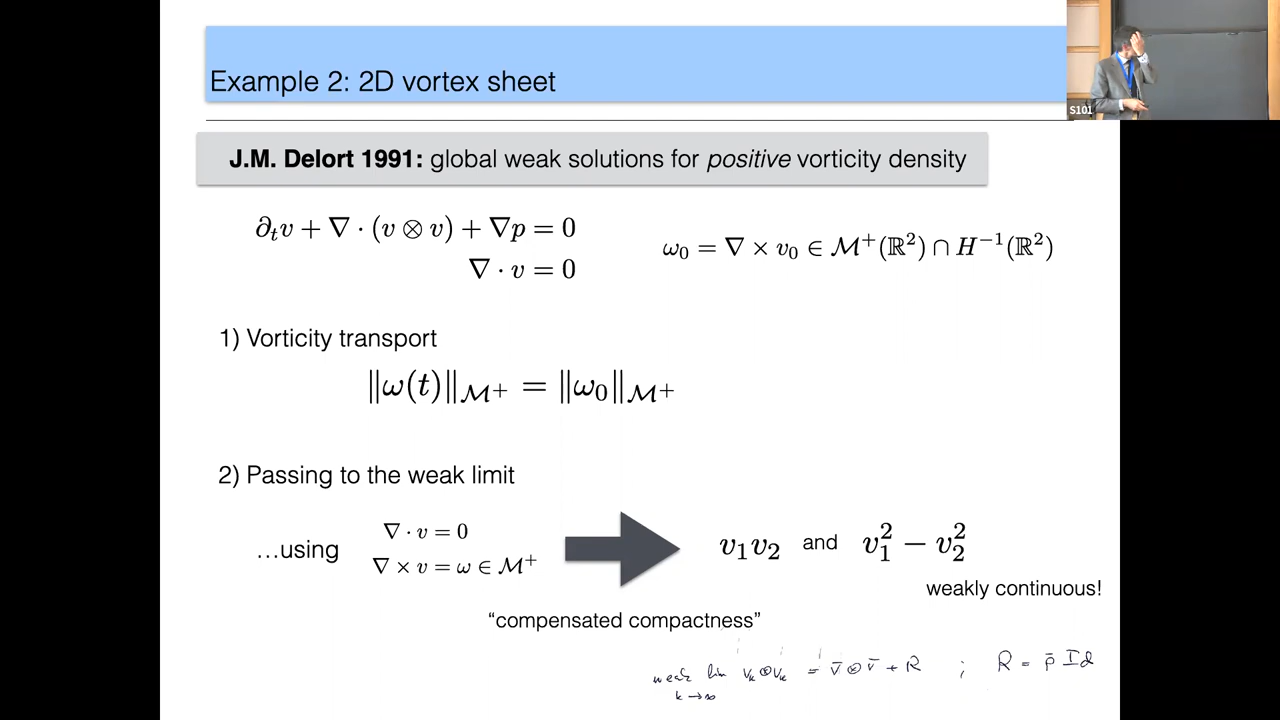 S101
Example 2: 2D vortex sheet
J.M. Delort 1991: global weak solutions for positive vorticity density
∂ₜv + ∇ · (v ⊗ v) + ∇p = 0
∇ · v = 0
ω₀ = ∇ × v₀ ∈ ℳ⁺(ℝ²) ∩ H⁻¹(ℝ²)
1) Vorticity transport
‖ω(t)‖_ℳ⁺ = ‖ω₀‖_ℳ⁺
2) Passing to the weak limit
…using
∇ · v = 0
∇ × v = ω ∈ ℳ⁺
v₁v₂ and v₁² − v₂²
weakly continuous!
“compensated compactness”
weak lim vₖ ⊗ vₖ = v̄ ⊗ v̄ + R ; R = p̄ Id
k → ∞